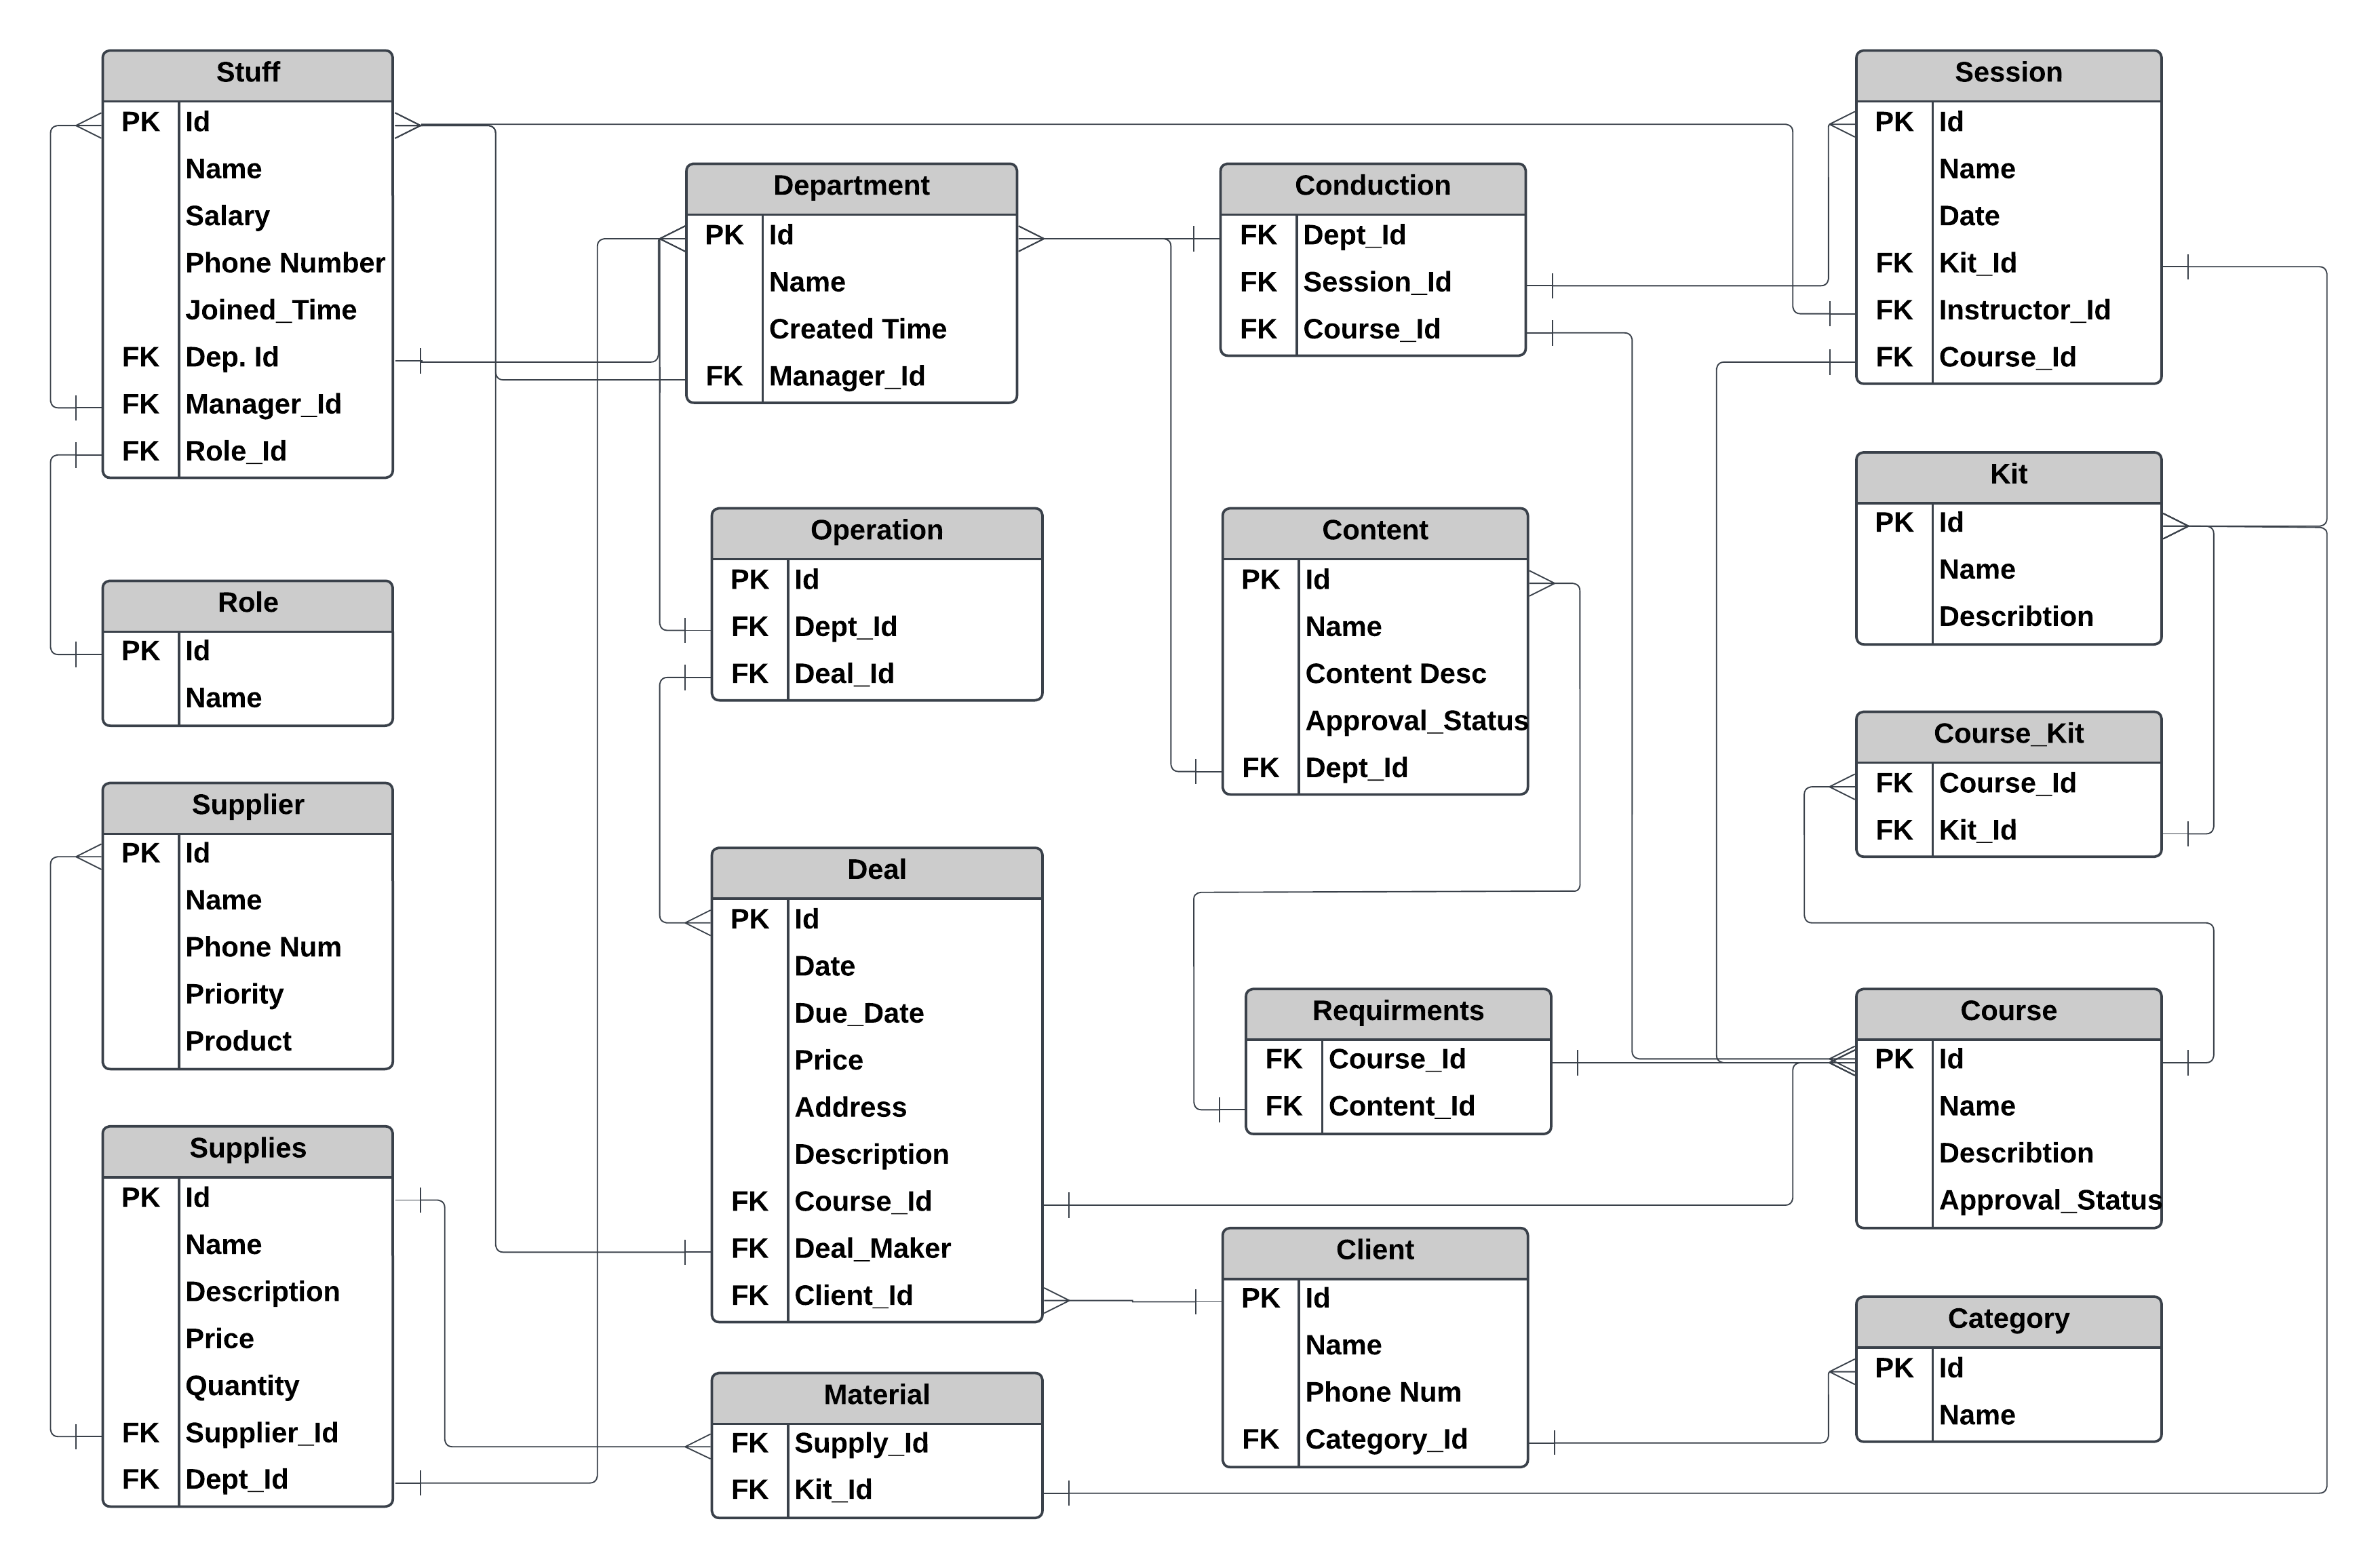 Stuff
PK Id
Name
Salary
Phone Number
Joined_Time
FK Dep. Id
FK Manager_Id
FK Role_Id
Department
PK Id
Name
Created Time
FK Manager_Id
Conduction
FK Dept_Id
FK Session_Id
FK Course_Id
Session
PK Id
Name
Date
FK Kit_Id
FK Instructor_Id
FK Course_Id
Role
PK Id
Name
Operation
PK Id
FK Dept_Id
FK Deal_Id
Content
PK Id
Name
Content Desc
Approval_Status
FK Dept_Id
Kit
PK Id
Name
Describtion
Course_Kit
FK Course_Id
FK Kit_Id
Supplier
PK Id
Name
Phone Num
Priority
Product
Deal
PK Id
Date
Due_Date
Price
Address
Description
FK Course_Id
FK Deal_Maker
FK Client_Id
Requirments
FK Course_Id
FK Content_Id
Course
PK Id
Name
Describtion
Approval_Status
Supplies
PK Id
Name
Description
Price
Quantity
FK Supplier_Id
FK Dept_Id
Material
FK Supply_Id
FK Kit_Id
Client
PK Id
Name
Phone Num
FK Category_Id
Category
PK Id
Name